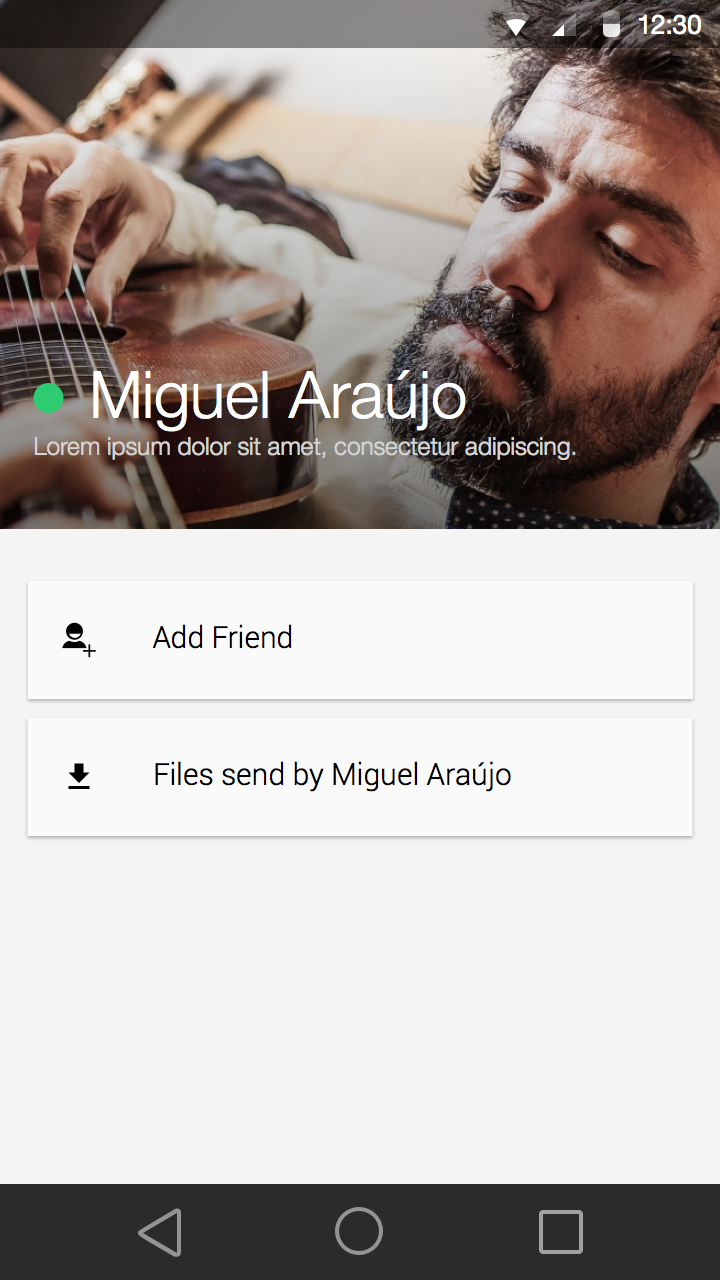 12:30
Miguel Araújo
Lorem ipsum dolor sit amet, consectetur adipiscing.
Add Friend
Files send by Miguel Araújo